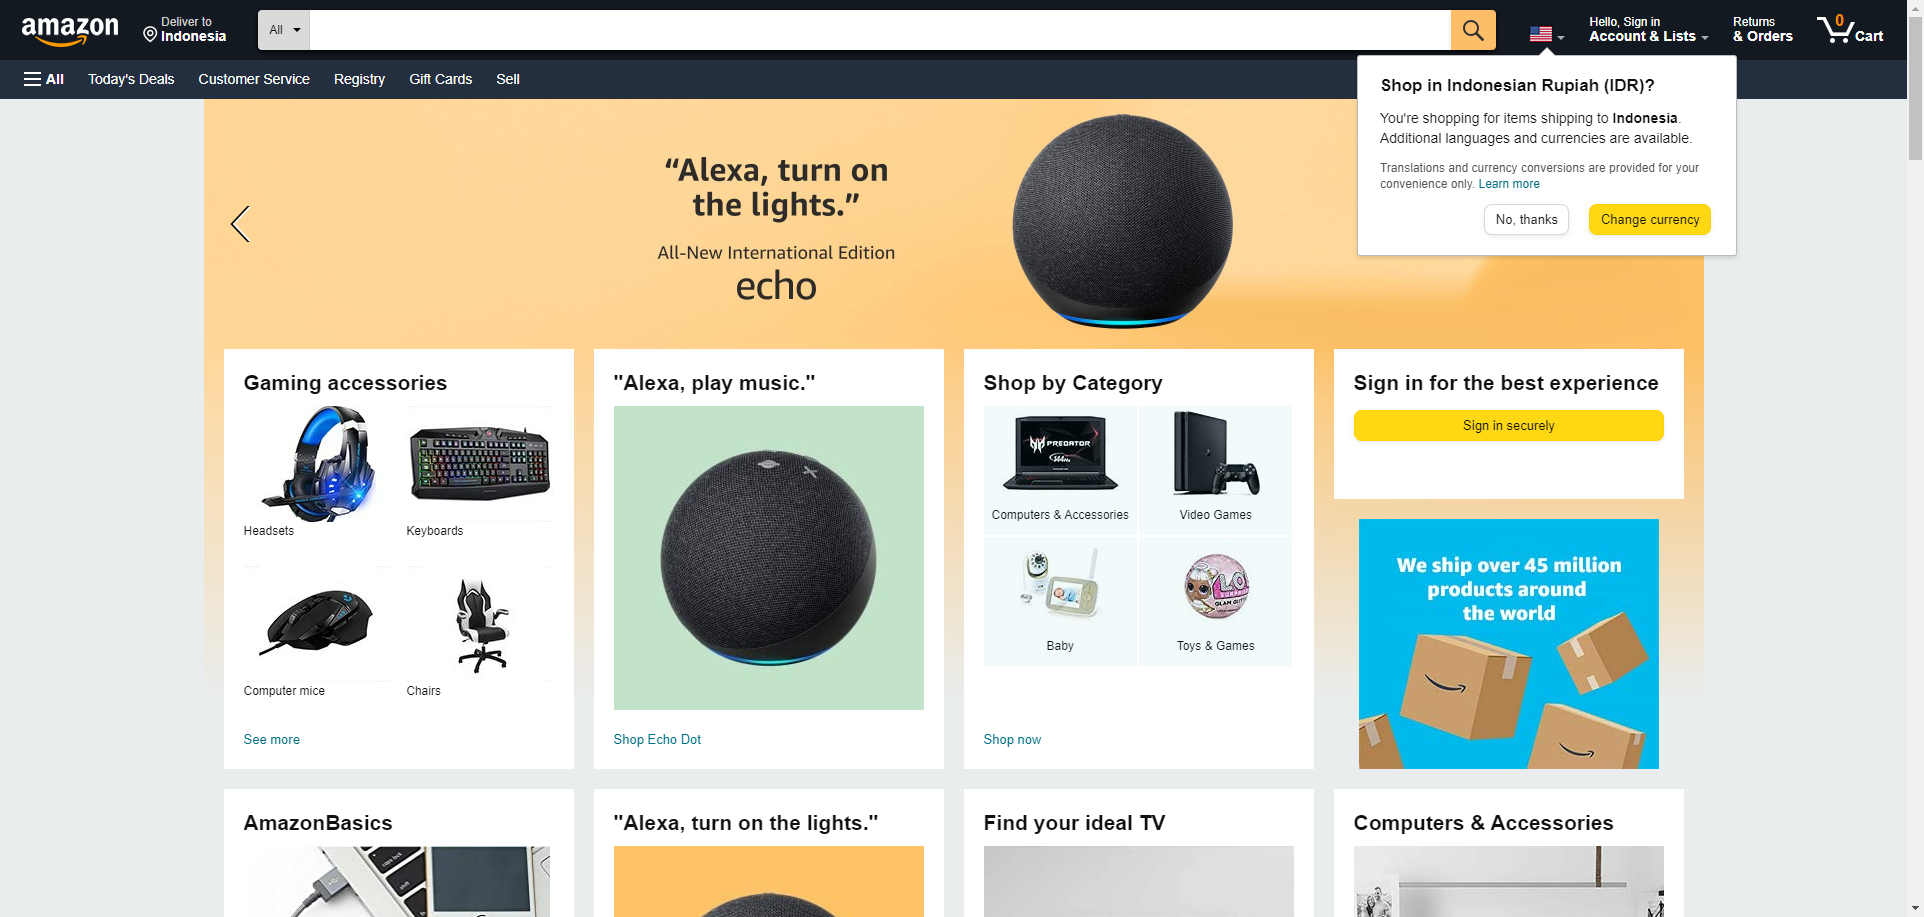 amazon
Deliver to
Indonesia
All
Hello, Sign in
Account & Lists
Returns
& Orders
0
Cart
All
Today's Deals
Customer Service
Registry
Gift Cards
Sell
Shop in Indonesian Rupiah (IDR)?
You're shopping for items shipping to Indonesia.
Additional languages and currencies are available.
Translations and currency conversions are provided for your
convenience only. Learn more
No, thanks
Change currency
“Alexa, turn on
the lights.”
All-New International Edition
echo
Gaming accessories
Headsets
Keyboards
Computer mice
Chairs
See more
"Alexa, play music."
Shop Echo Dot
Shop by Category
PREDATOR
144Hz
Computers & Accessories
Video Games
Baby
L.O.L
SURPRISE
GLAM GLITTER
Toys & Games
Shop now
Sign in for the best experience
Sign in securely
We ship over 45 million
products around
the world
AmazonBasics
"Alexa, turn on the lights."
Find your ideal TV
Computers & Accessories